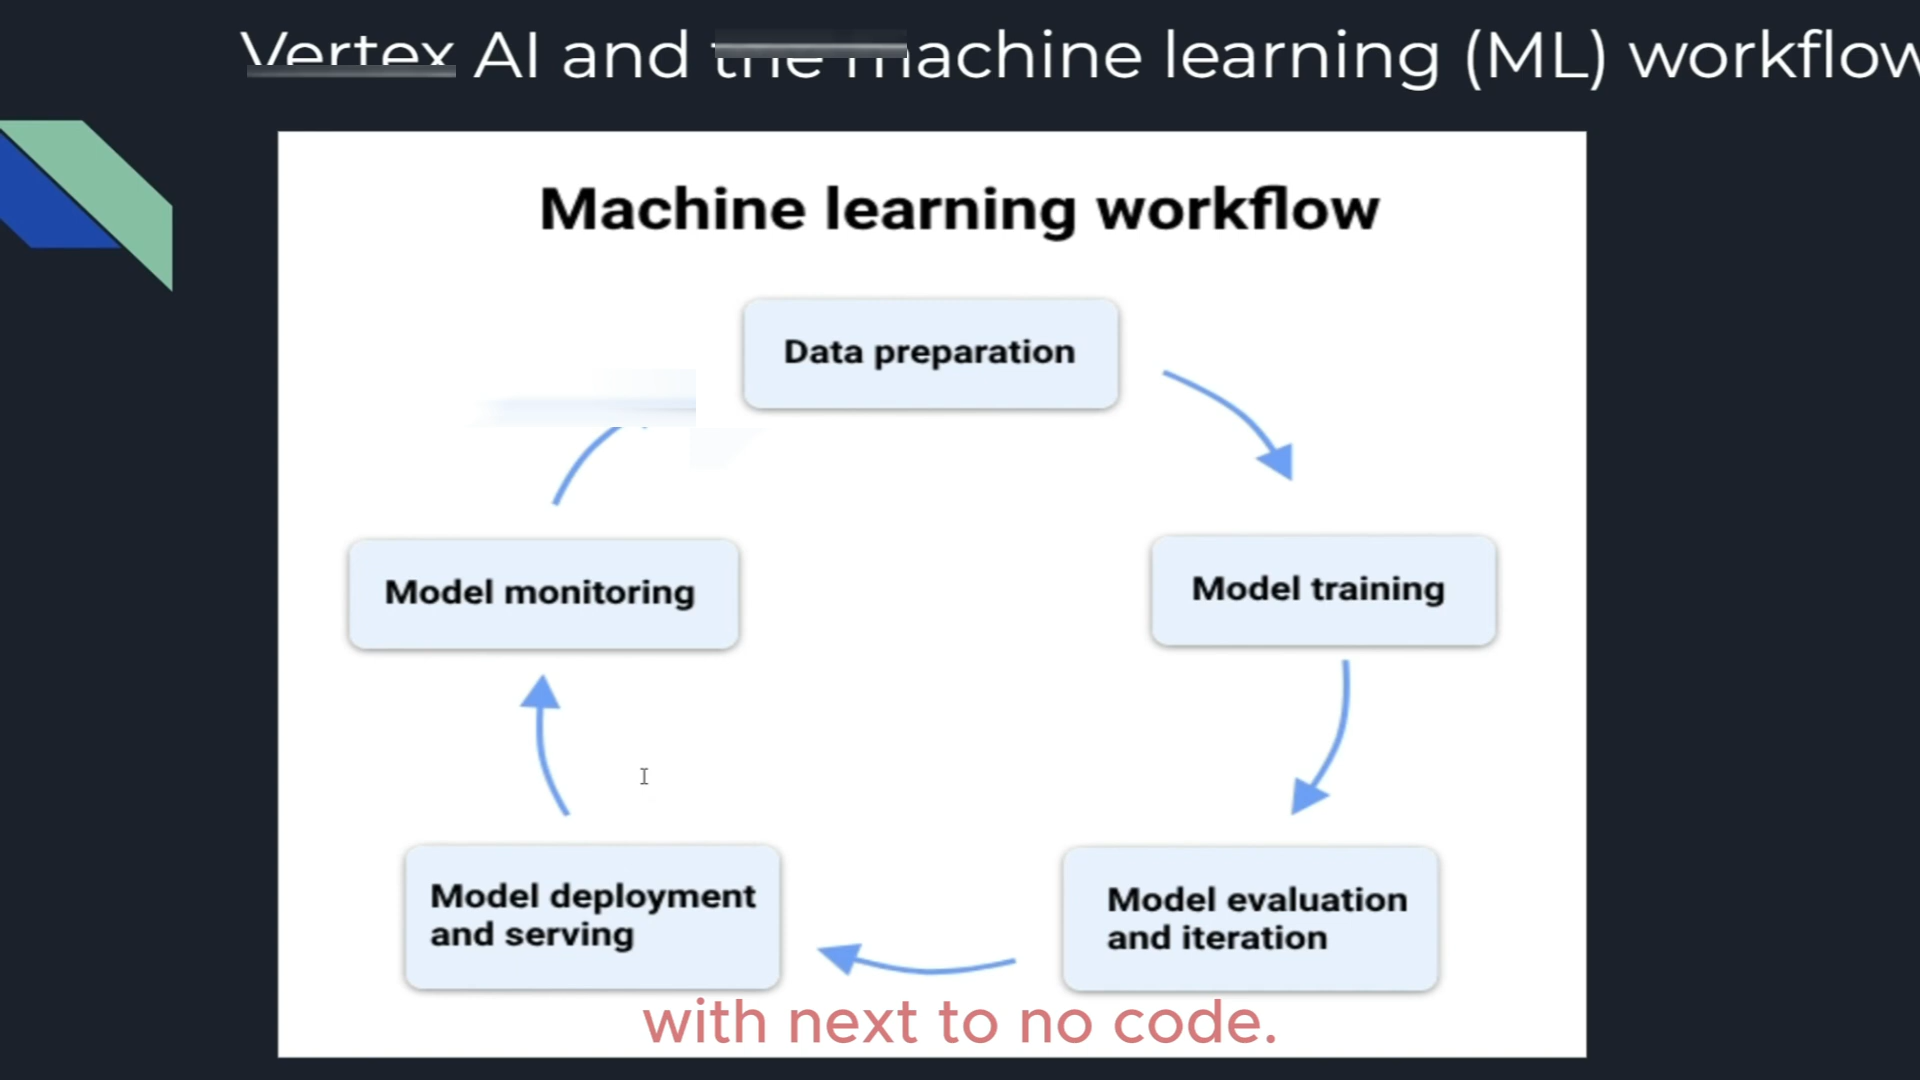 Vertex AI and the machine learning (ML) workflow
Machine learning workflow
Data preparation
Model monitoring
Model training
Model deployment
and serving
Model evaluation
and iteration
with next to no code.